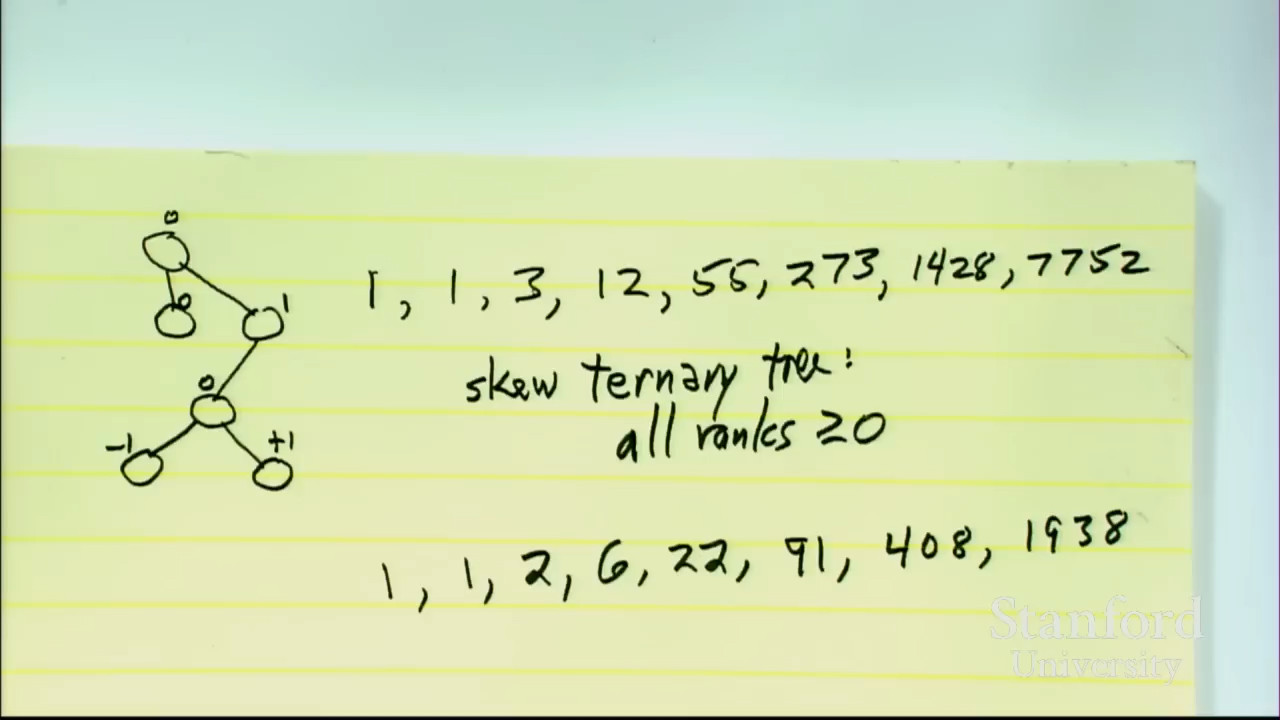 0
1, 1, 3, 12, 55, 273, 1428, 7752
0 1
skew ternary tree:
all ranks ≥0
0
-1 +1
1, 1, 2, 6, 22, 91, 408, 1938
Stanford
University